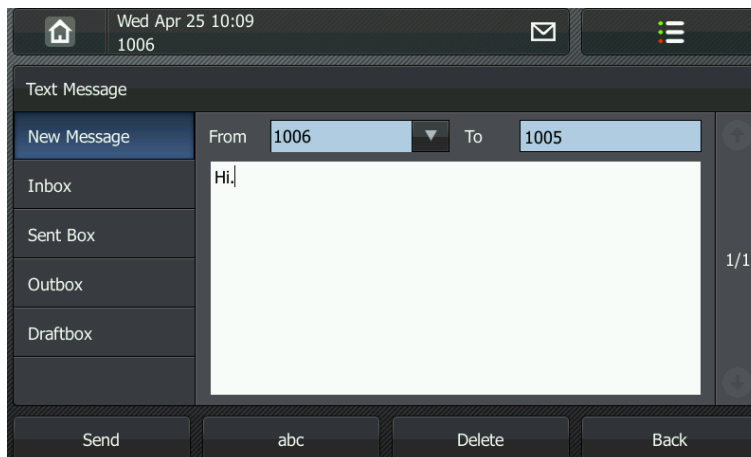 Wed Apr 25 10:09
1006
Text Message
New Message
From 1006 To 1005
Hi.
Inbox
Sent Box
Outbox
Draftbox
1/1
Send abc Delete Back